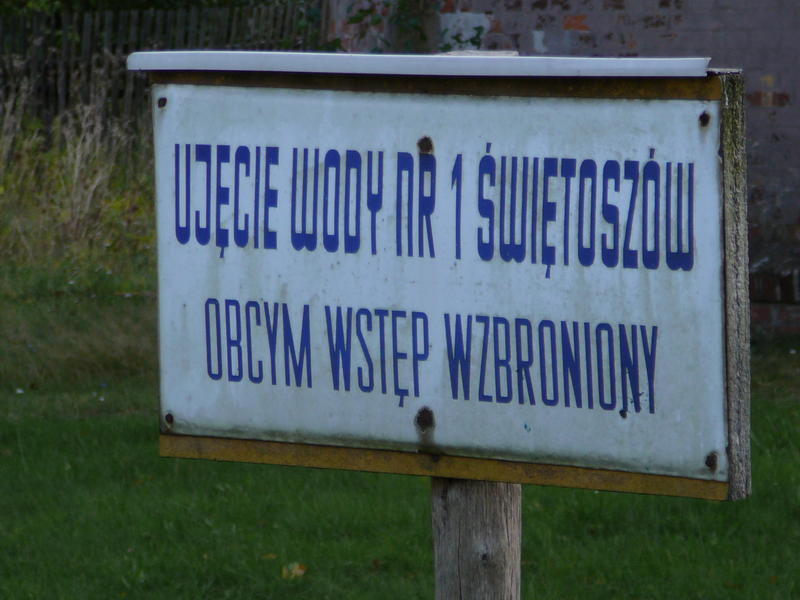 UJĘCIE WODY NR 1 ŚWIĘTOSZÓW
OBCYM WSTĘP WZBRONIONY